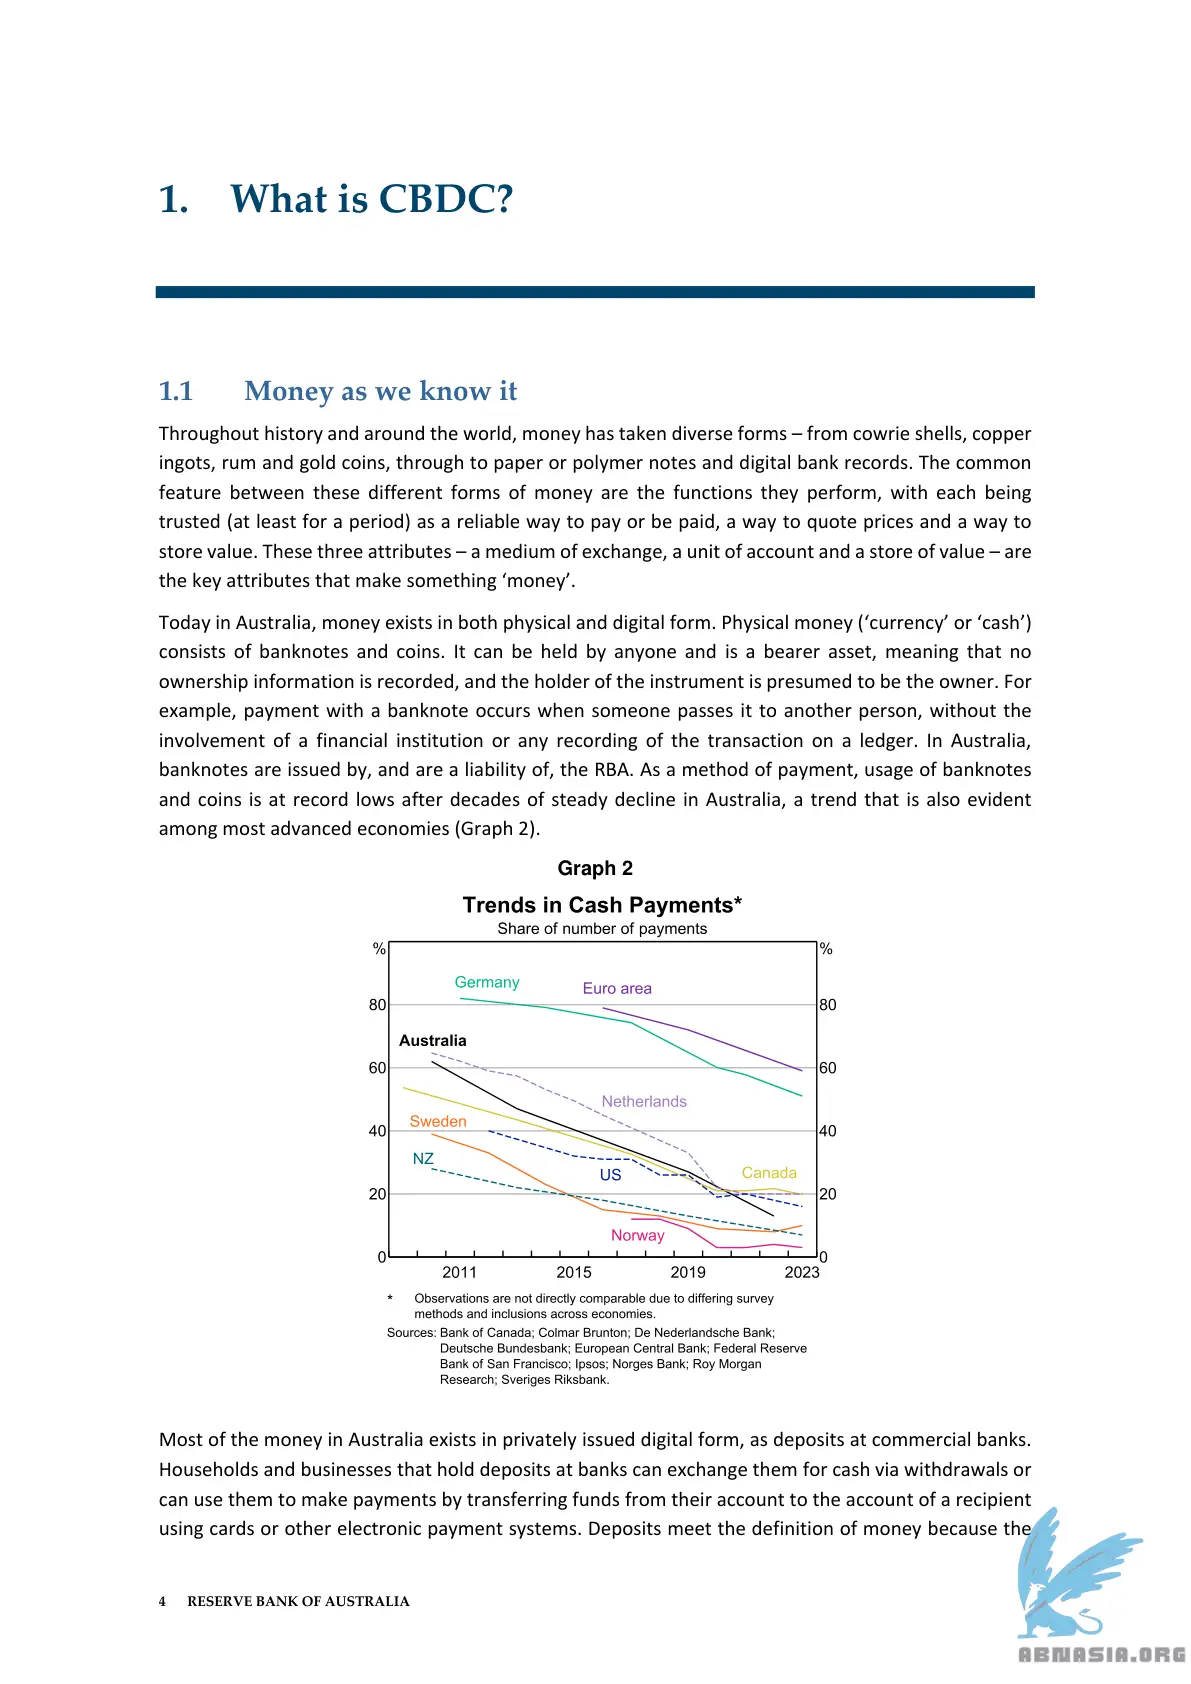 1. What is CBDC?
1.1 Money as we know it
Throughout history and around the world, money has taken diverse forms – from cowrie shells, copper
ingots, rum and gold coins, through to paper or polymer notes and digital bank records. The common
feature between these different forms of money are the functions they perform, with each being
trusted (at least for a period) as a reliable way to pay or be paid, a way to quote prices and a way to
store value. These three attributes – a medium of exchange, a unit of account and a store of value – are
the key attributes that make something ‘money’.
Today in Australia, money exists in both physical and digital form. Physical money (‘currency’ or ‘cash’)
consists of banknotes and coins. It can be held by anyone and is a bearer asset, meaning that no
ownership information is recorded, and the holder of the instrument is presumed to be the owner. For
example, payment with a banknote occurs when someone passes it to another person, without the
involvement of a financial institution or any recording of the transaction on a ledger. In Australia,
banknotes are issued by, and are a liability of, the RBA. As a method of payment, usage of banknotes
and coins is at record lows after decades of steady decline in Australia, a trend that is also evident
among most advanced economies (Graph 2).
Graph 2
Trends in Cash Payments*
Share of number of payments
% %
Germany
Euro area
80 80
Australia
60 60
Netherlands
Sweden
40 40
NZ
US
Canada
20 20
Norway
0 0
2011 2015 2019 2023
* Observations are not directly comparable due to differing survey
methods and inclusions across economies.
Sources: Bank of Canada; Colmar Brunton; De Nederlandsche Bank;
Deutsche Bundesbank; European Central Bank; Federal Reserve
Bank of San Francisco; Ipsos; Norges Bank; Roy Morgan
Research; Sveriges Riksbank.
Most of the money in Australia exists in privately issued digital form, as deposits at commercial banks.
Households and businesses that hold deposits at banks can exchange them for cash via withdrawals or
can use them to make payments by transferring funds from their account to the account of a recipient
using cards or other electronic payment systems. Deposits meet the definition of money because the
4 RESERVE BANK OF AUSTRALIA
ABNASIA.ORG